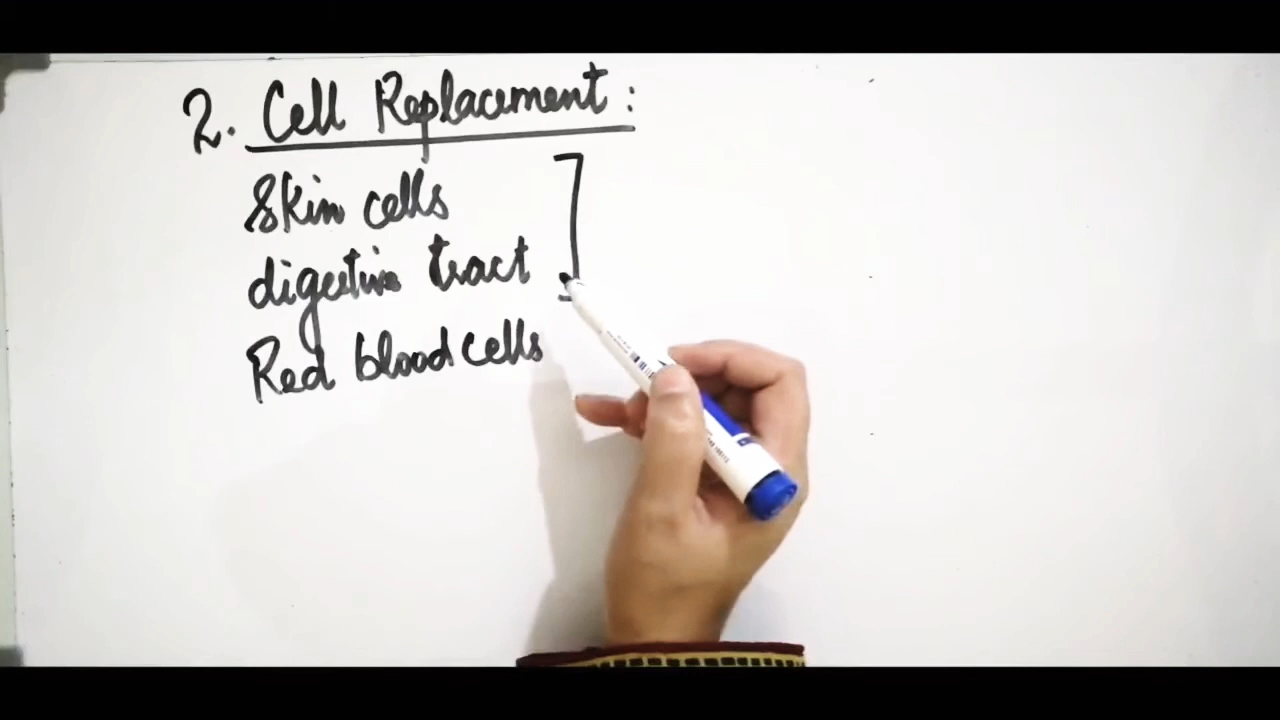 2. Cell Replacement:
Skin cells
digestive tract
Red blood cells